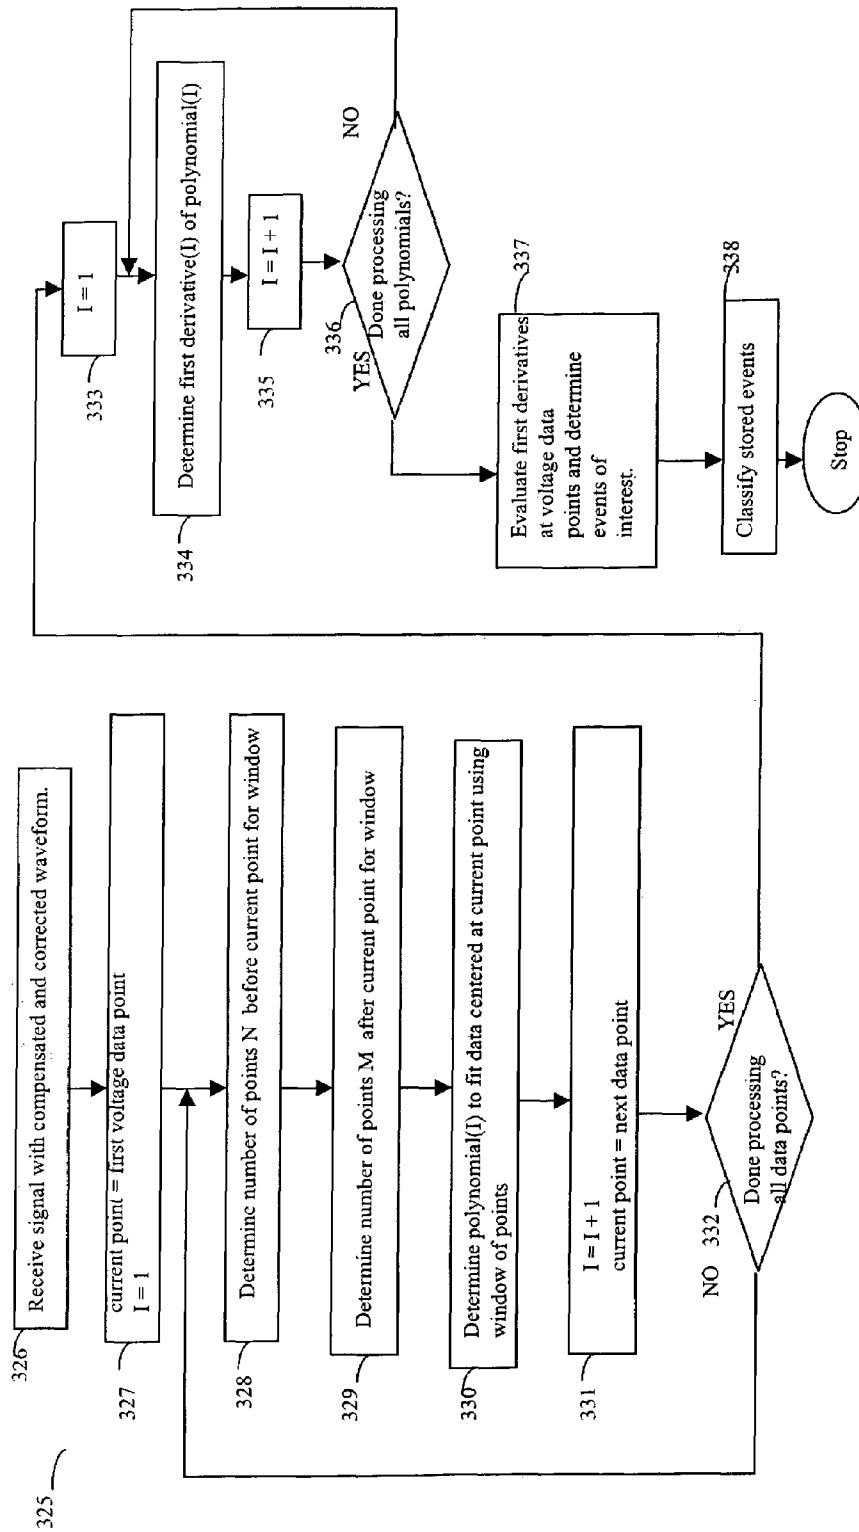 325
326
Receive signal with compensated and corrected waveform.
327
current point = first voltage data point
I = 1
328
Determine number of points N before current point for window
329
Determine number of points M after current point for window
330
Determine polynomial(I) to fit data centered at current point using
window of points
331
I = I + 1
current point = next data point
332
Done processing
all data points?
NO
YES
333
I = 1
334
Determine first derivative(I) of polynomial(I)
335
I = I + 1
336
Done processing
all polynomials?
NO
YES
337
Evaluate first derivatives
at voltage data
points and determine
events of
interest.
338
Classify stored events
Stop